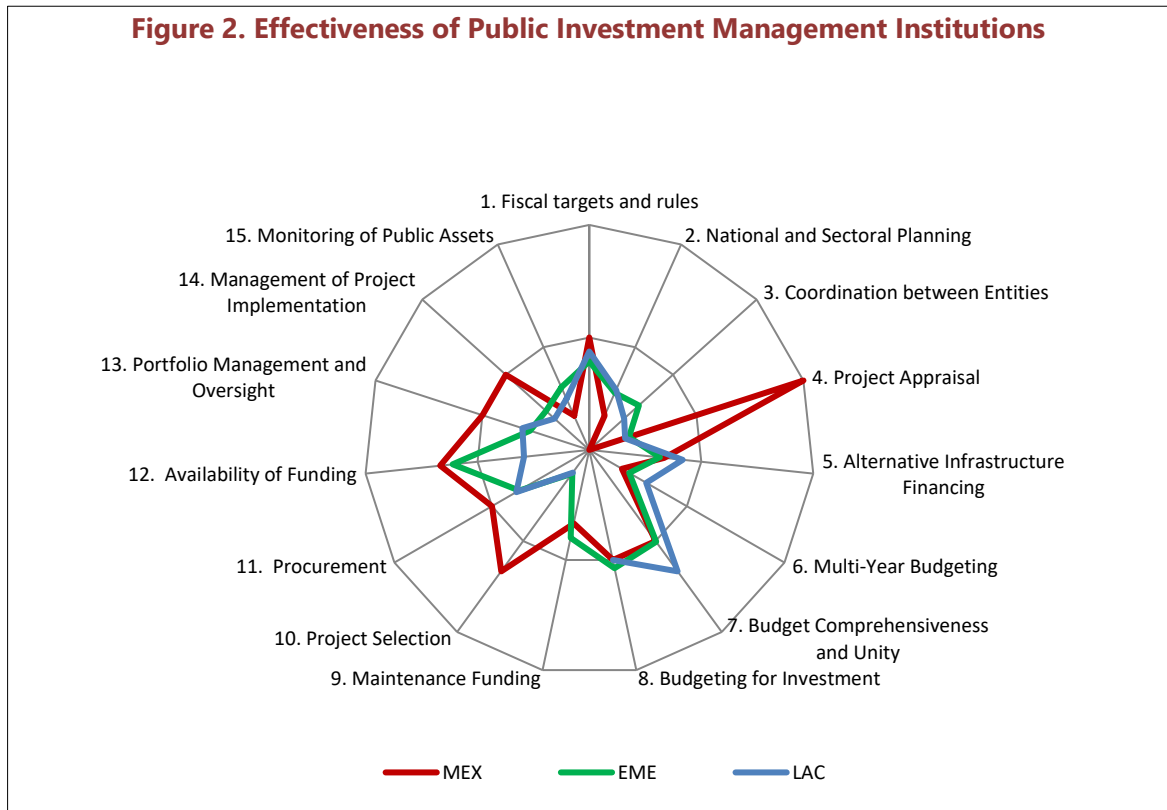 Figure 2. Effectiveness of Public Investment Management Institutions
1. Fiscal targets and rules
2. National and Sectoral Planning
3. Coordination between Entities
4. Project Appraisal
5. Alternative Infrastructure
Financing
6. Multi-Year Budgeting
7. Budget Comprehensiveness
and Unity
8. Budgeting for Investment
9. Maintenance Funding
10. Project Selection
11. Procurement
12. Availability of Funding
13. Portfolio Management and
Oversight
14. Management of Project
Implementation
15. Monitoring of Public Assets
MEX
EME
LAC